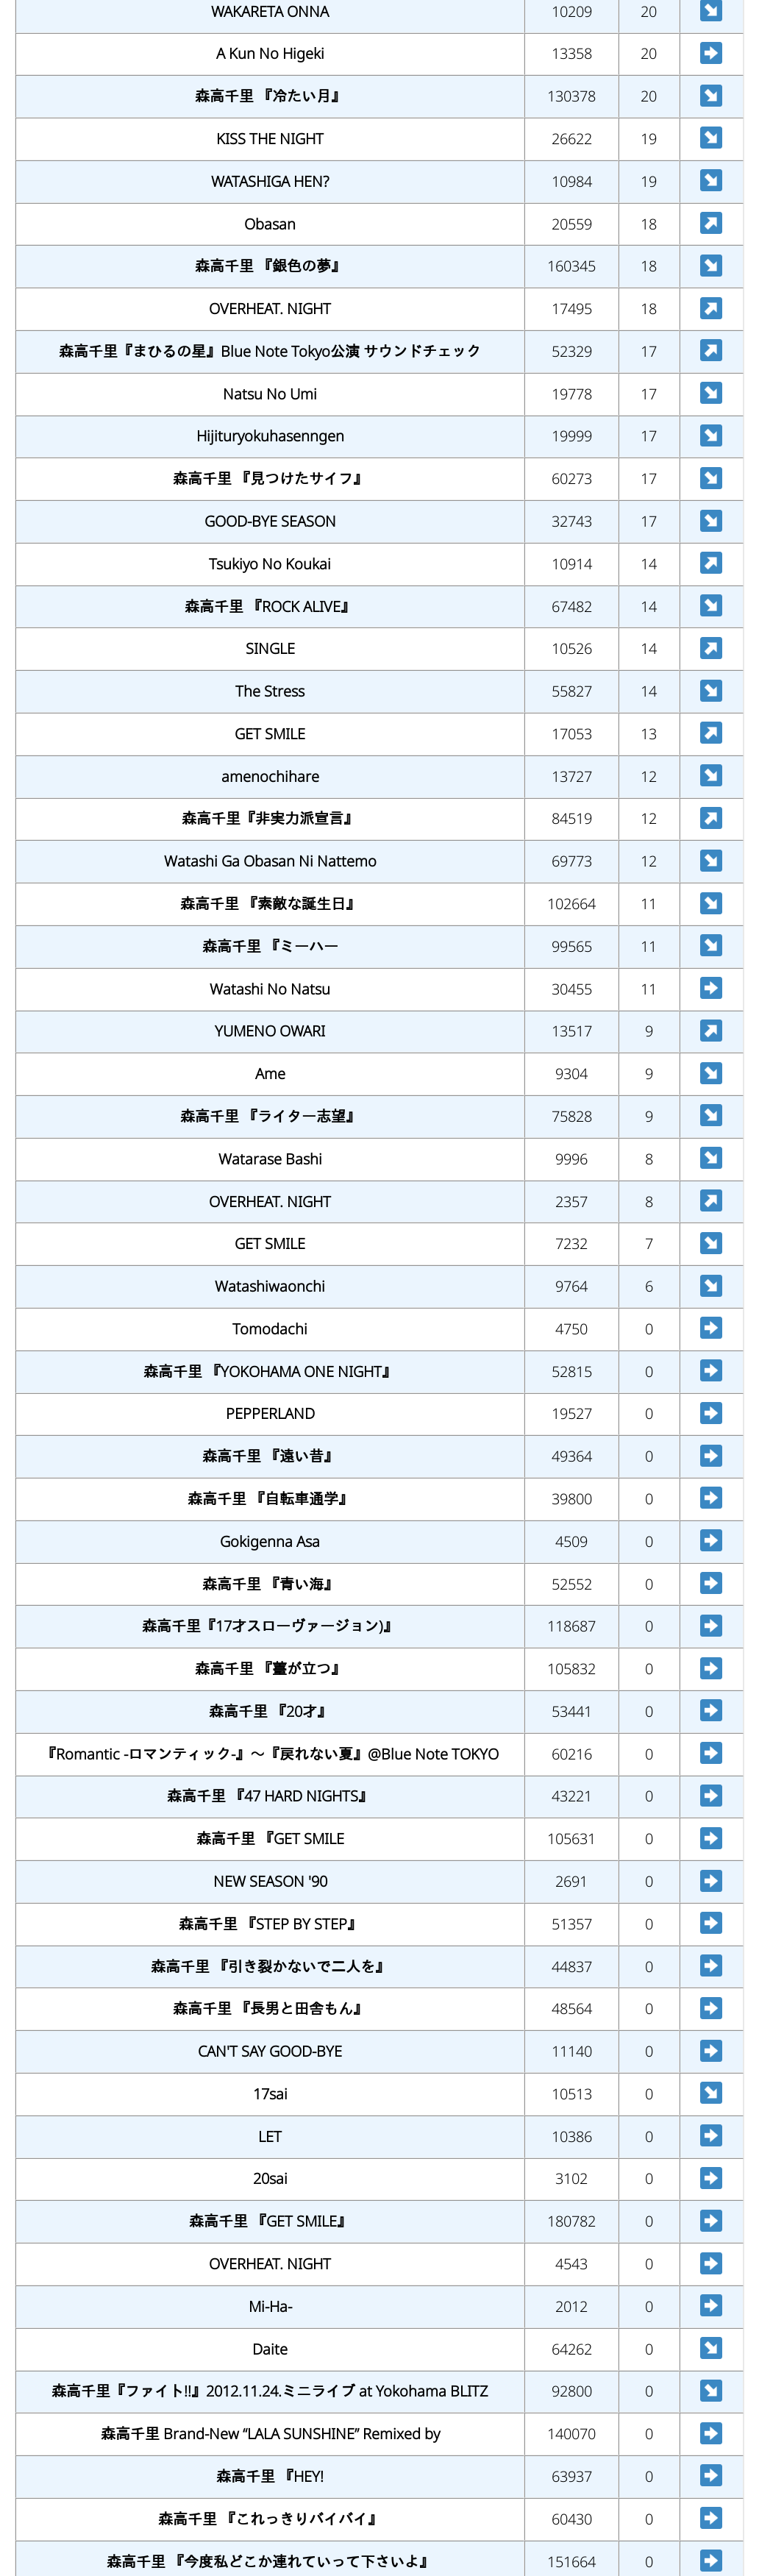 WAKARETA ONNA 10209 20
A Kun No Higeki 13358 20
森高千里 『冷たい月』 130378 20
KISS THE NIGHT 26622 19
WATASHIGA HEN? 10984 19
Obasan 20559 18
森高千里 『銀色の夢』 160345 18
OVERHEAT. NIGHT 17495 18
森高千里『まひるの星』Blue Note Tokyo公演 サウンドチェック 52329 17
Natsu No Umi 19778 17
Hijituryokuhasenngen 19999 17
森高千里 『見つけたサイフ』 60273 17
GOOD-BYE SEASON 32743 17
Tsukiyo No Koukai 10914 14
森高千里 『ROCK ALIVE』 67482 14
SINGLE 10526 14
The Stress 55827 14
GET SMILE 17053 13
amenochihare 13727 12
森高千里『非実力派宣言』 84519 12
Watashi Ga Obasan Ni Nattemo 69773 12
森高千里 『素敵な誕生日』 102664 11
森高千里 『ミーハー 99565 11
Watashi No Natsu 30455 11
YUMENO OWARI 13517 9
Ame 9304 9
森高千里 『ライター志望』 75828 9
Watarase Bashi 9996 8
OVERHEAT. NIGHT 2357 8
GET SMILE 7232 7
Watashiwaonchi 9764 6
Tomodachi 4750 0
森高千里 『YOKOHAMA ONE NIGHT』 52815 0
PEPPERLAND 19527 0
森高千里 『遠い昔』 49364 0
森高千里 『自転車通学』 39800 0
Gokigenna Asa 4509 0
森高千里 『青い海』 52552 0
森高千里『17才スローヴァージョン)』 118687 0
森高千里 『薹が立つ』 105832 0
森高千里 『20才』 53441 0
『Romantic -ロマンティック-』～『戻れない夏』@Blue Note TOKYO 60216 0
森高千里 『47 HARD NIGHTS』 43221 0
森高千里 『GET SMILE 105631 0
NEW SEASON '90 2691 0
森高千里 『STEP BY STEP』 51357 0
森高千里 『引き裂かないで二人を』 44837 0
森高千里 『長男と田舎もん』 48564 0
CAN'T SAY GOOD-BYE 11140 0
17sai 10513 0
LET 10386 0
20sai 3102 0
森高千里 『GET SMILE』 180782 0
OVERHEAT. NIGHT 4543 0
Mi-Ha- 2012 0
Daite 64262 0
森高千里『ファイト!!』2012.11.24.ミニライブ at Yokohama BLITZ 92800 0
森高千里 Brand-New “LALA SUNSHINE” Remixed by 140070 0
森高千里 『HEY! 63937 0
森高千里 『これっきりバイバイ』 60430 0
森高千里 『今度私どこか連れていって下さいよ』 151664 0